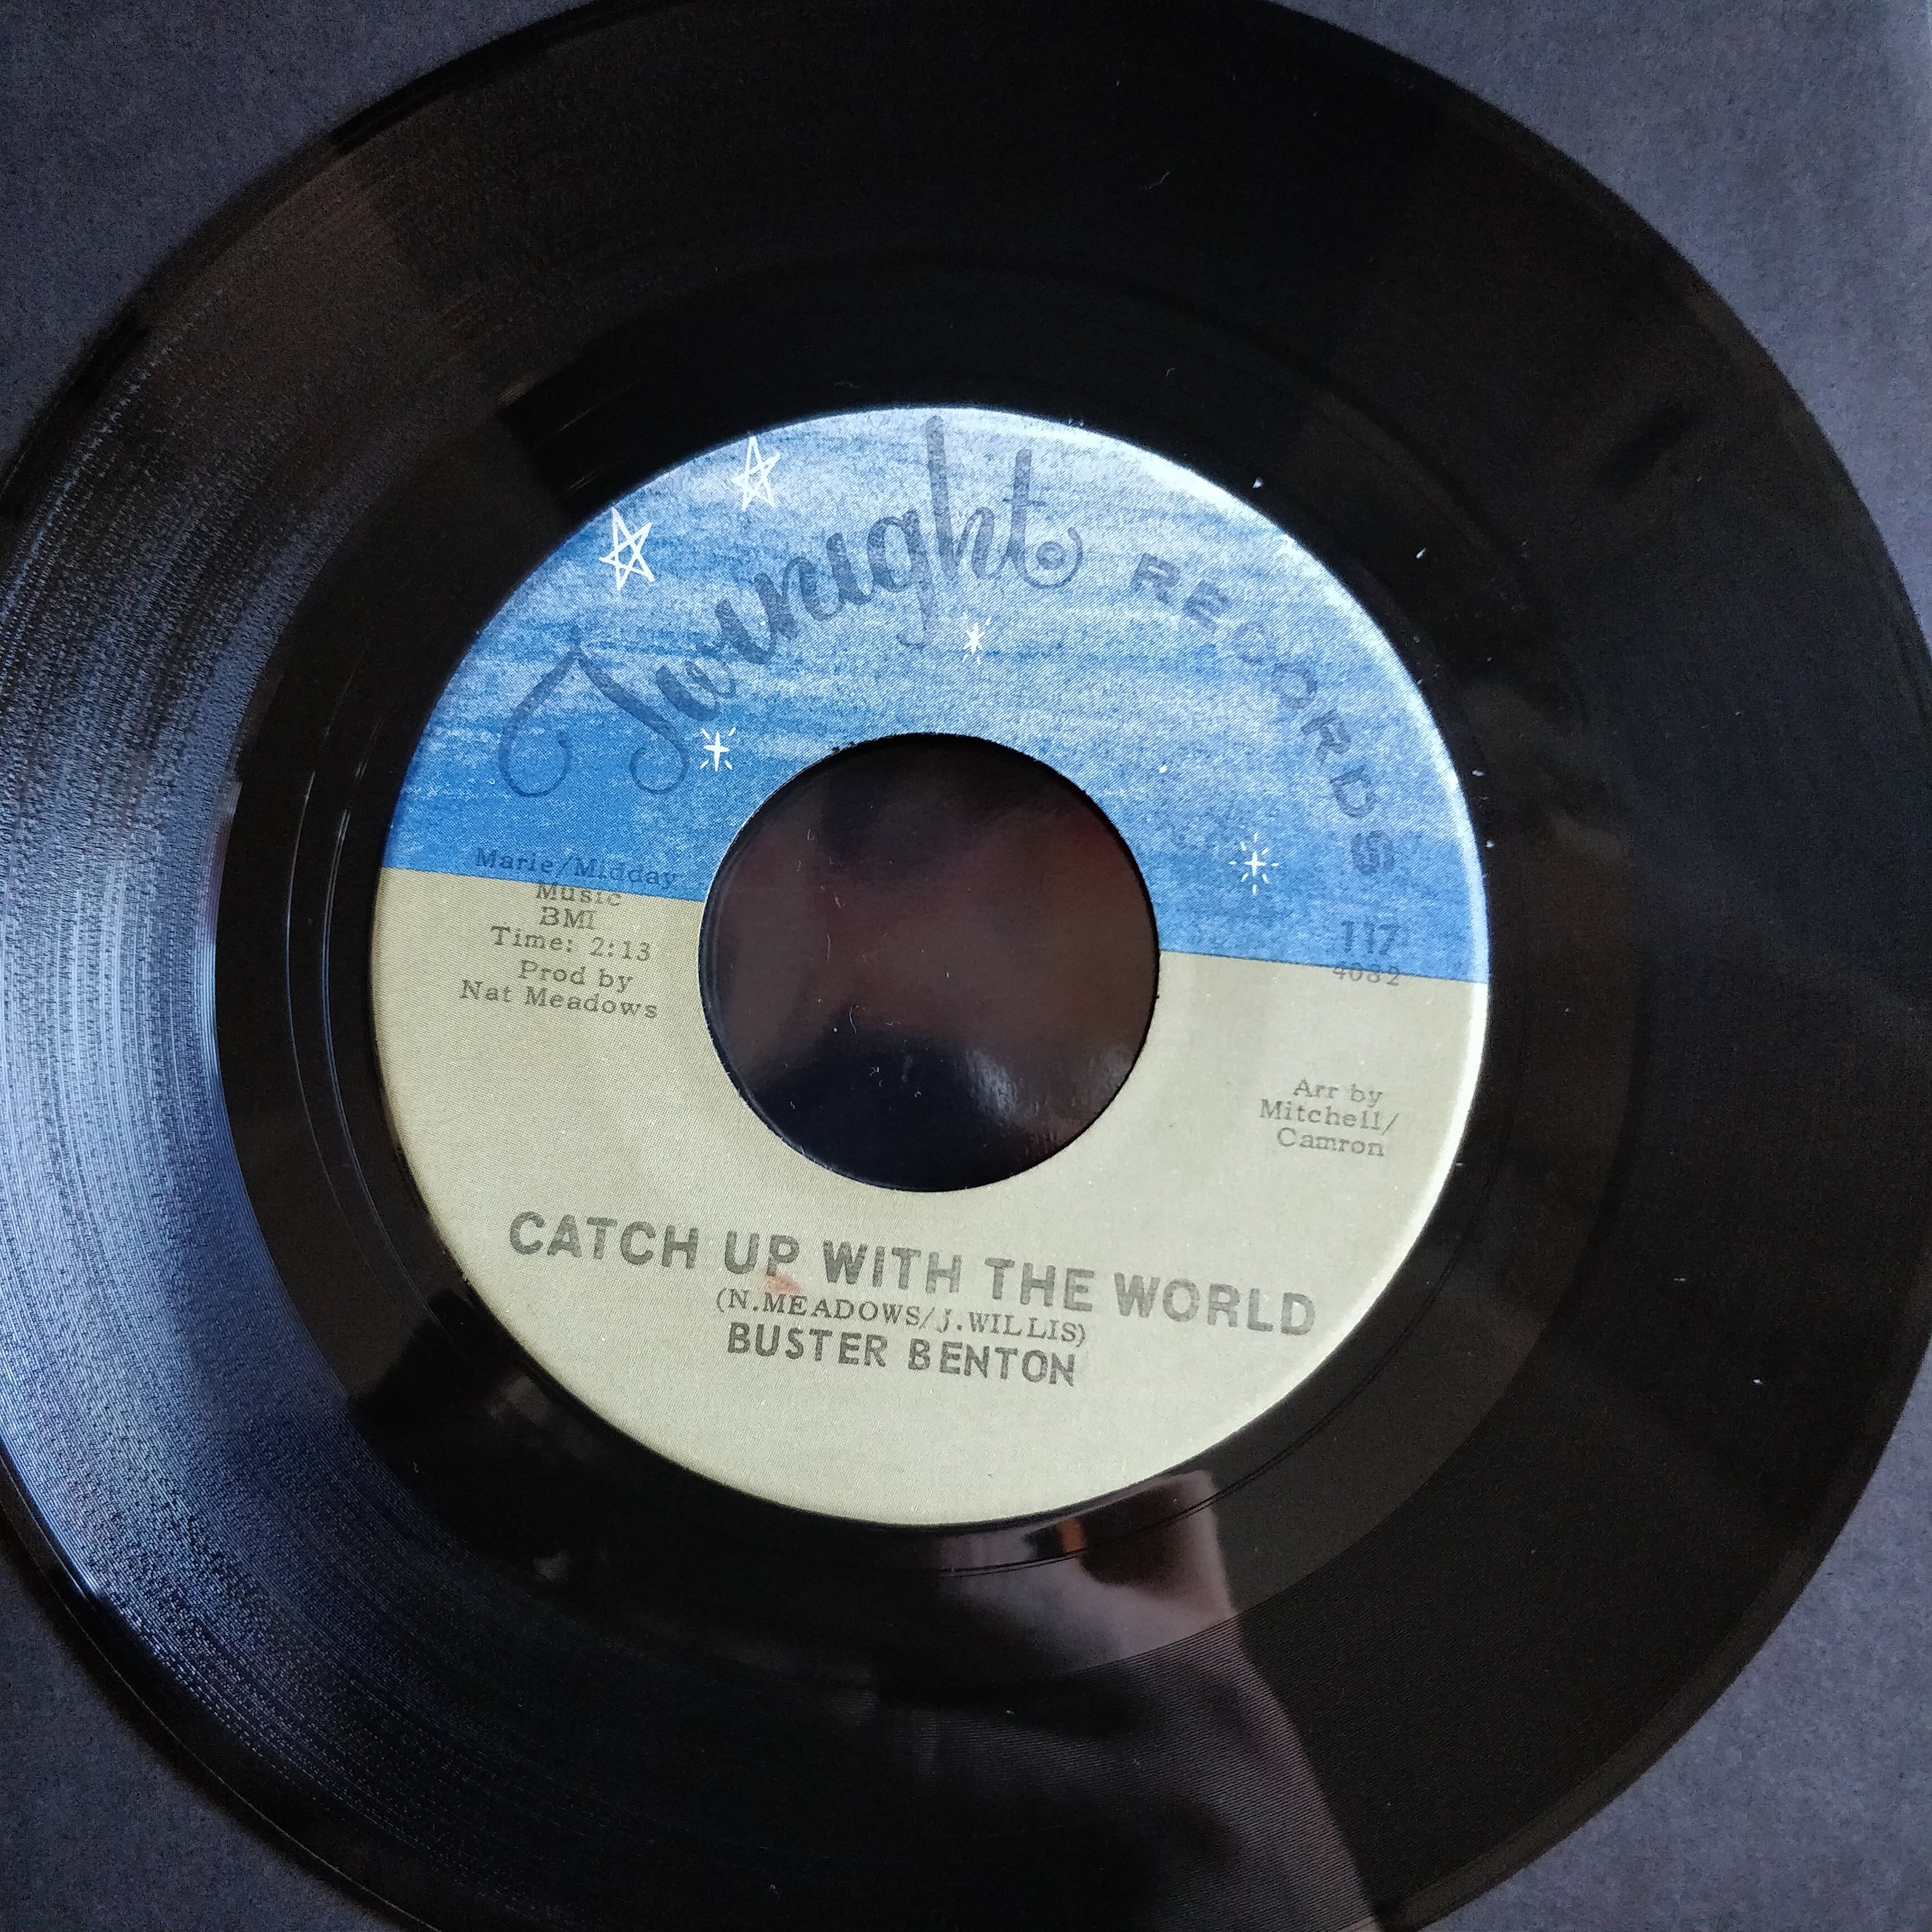 Twinight RECORDS
Marie/Midday
Music
BMI
Time: 2:13
Prod by
Nat Meadows
117
4082
Arr by
Mitchell/
Camron
CATCH UP WITH THE WORLD
(N.MEADOWS/J.WILLIS)
BUSTER BENTON